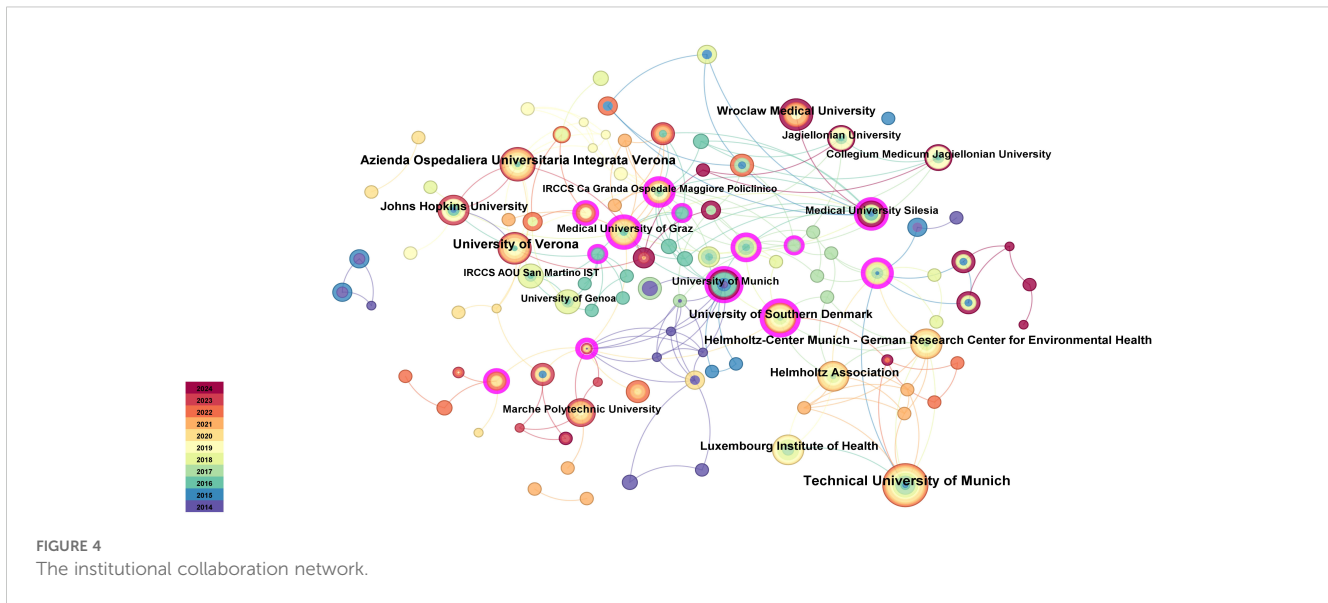 Wroclaw Medical University
Jagiellonian University
Collegium Medicum Jagiellonian University
Azienda Ospedaliera Universitaria Integrata Verona
IRCCS Ca Granda Ospedale Maggiore Policlinico
Johns Hopkins University
Medical University Silesia
Medical University of Graz
University of Verona
IRCCS AOU San Martino IST
University of Munich
University of Genoa
University of Southern Denmark
Helmholtz-Center Munich - German Research Center for Environmental Health
Helmholtz Association
Marche Polytechnic University
Luxembourg Institute of Health
Technical University of Munich
2024
2023
2022
2021
2020
2019
2018
2017
2016
2015
2014
FIGURE 4
The institutional collaboration network.